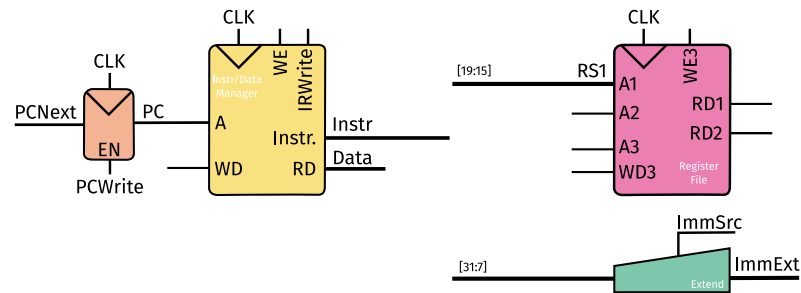 CLK
PCNext
EN
PCWrite
PC
CLK
WE
IRWrite
Instr/Data
Manager
A
WD
Instr.
RD
Instr
Data
[19:15]
RS1
CLK
WE3
A1
A2
A3
WD3
RD1
RD2
Register
File
[31:7]
ImmSrc
Extend
ImmExt